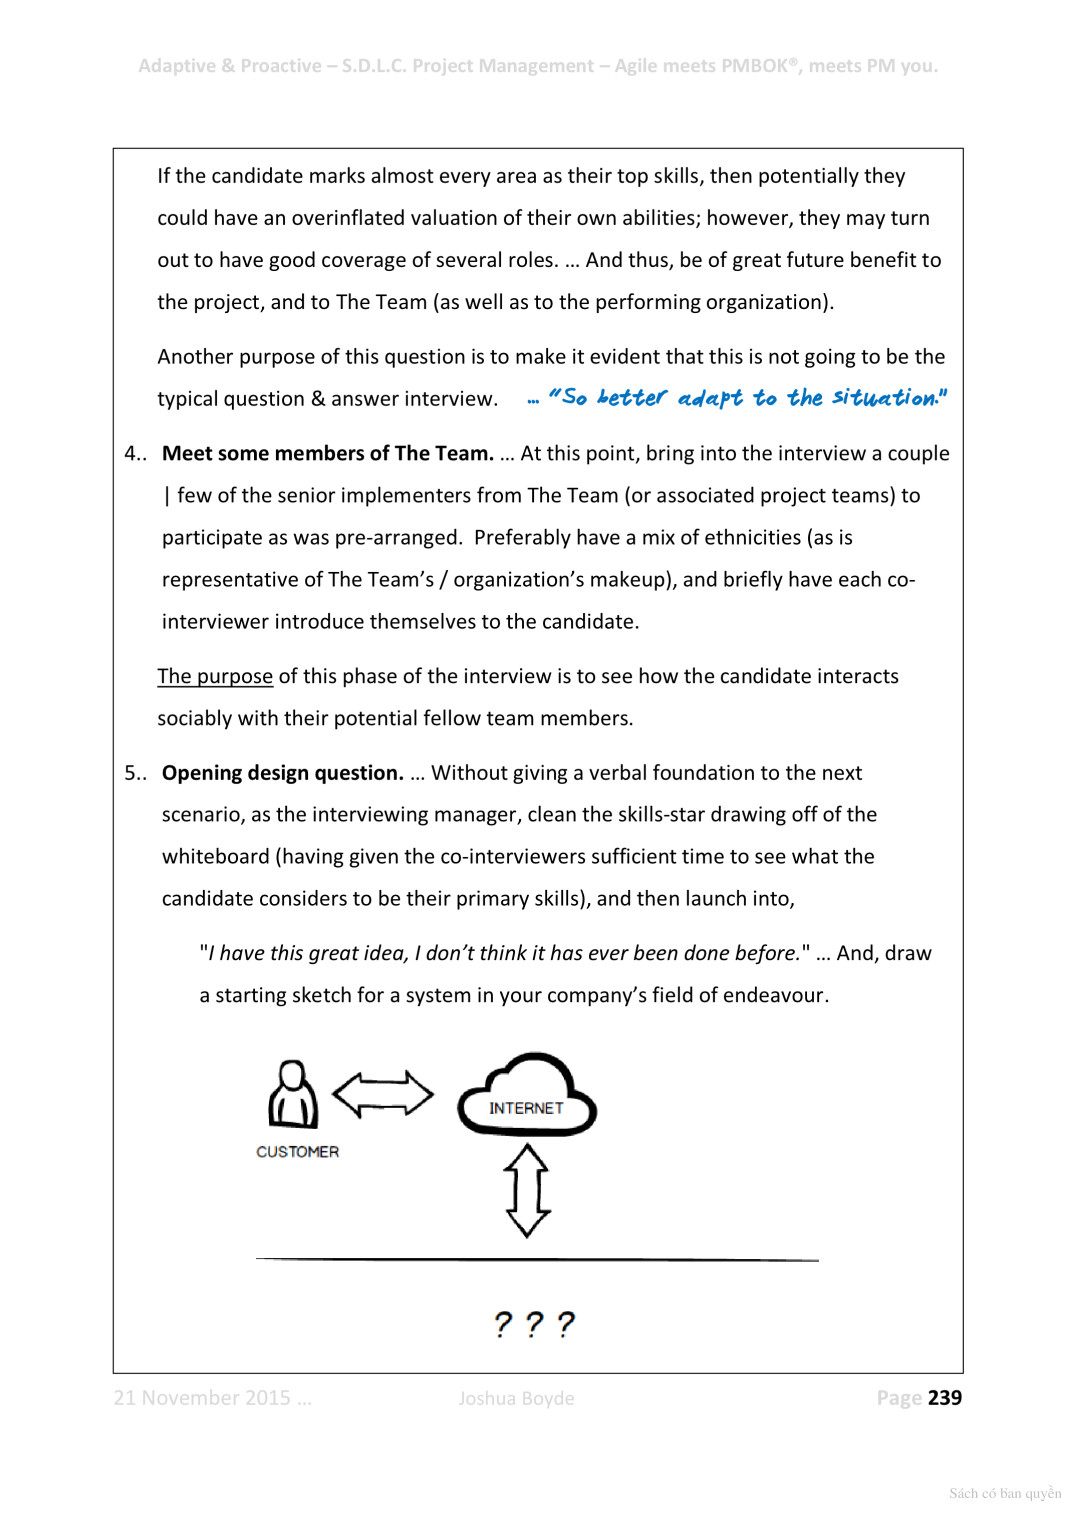 Adaptive & Proactive – S.D.L.C. Project Management – Agile meets PMBOK®, meets PM you.
If the candidate marks almost every area as their top skills, then potentially they
could have an overinflated valuation of their own abilities; however, they may turn
out to have good coverage of several roles. … And thus, be of great future benefit to
the project, and to The Team (as well as to the performing organization).
Another purpose of this question is to make it evident that this is not going to be the
typical question & answer interview. … "So better adapt to the situation."
4.. Meet some members of The Team. … At this point, bring into the interview a couple
| few of the senior implementers from The Team (or associated project teams) to
participate as was pre-arranged. Preferably have a mix of ethnicities (as is
representative of The Team’s / organization’s makeup), and briefly have each co-
interviewer introduce themselves to the candidate.
The purpose of this phase of the interview is to see how the candidate interacts
sociably with their potential fellow team members.
5.. Opening design question. … Without giving a verbal foundation to the next
scenario, as the interviewing manager, clean the skills-star drawing off of the
whiteboard (having given the co-interviewers sufficient time to see what the
candidate considers to be their primary skills), and then launch into,
"I have this great idea, I don’t think it has ever been done before." … And, draw
a starting sketch for a system in your company’s field of endeavour.
INTERNET
CUSTOMER
? ? ?
21 November 2015 … Joshua Boyde Page 239
Sách có bản quyền